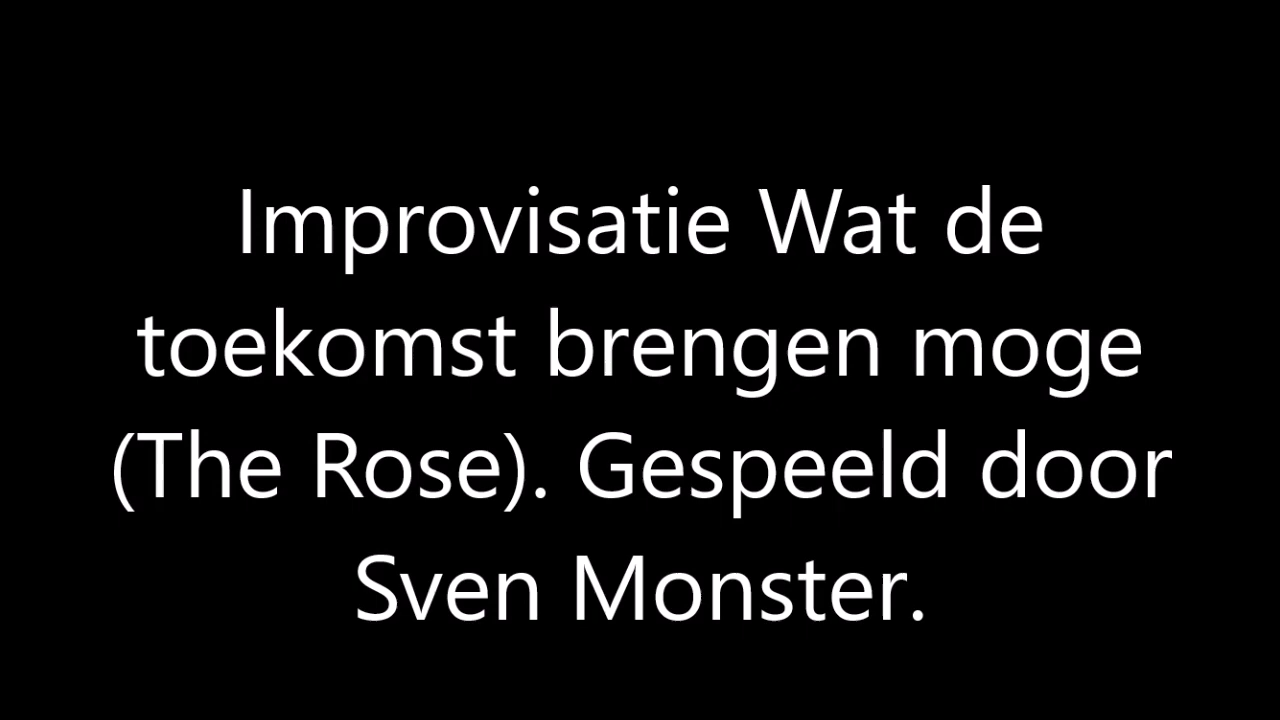 Improvisatie Wat de
toekomst brengen moge
(The Rose). Gespeeld door
Sven Monster.